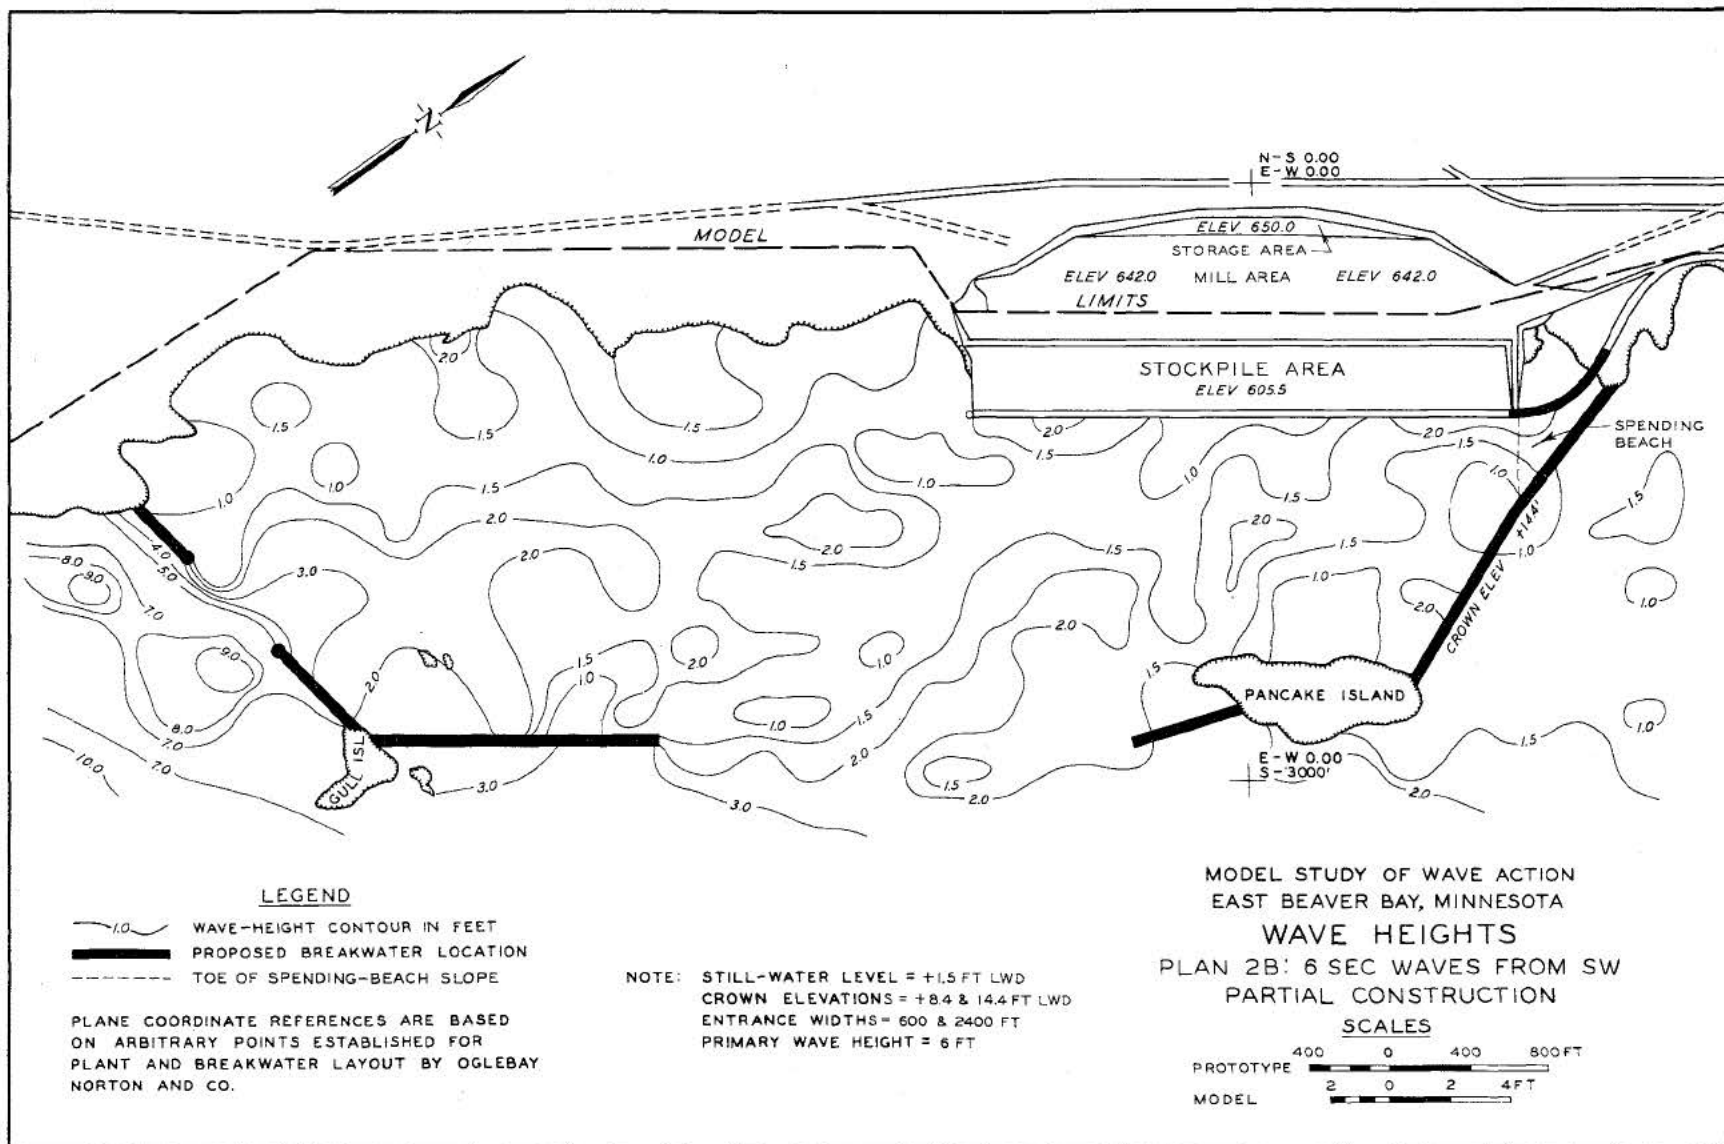 N
N-S 0.00
E-W 0.00
MODEL
ELEV 650.0
STORAGE AREA
ELEV 642.0 MILL AREA ELEV 642.0
LIMITS
STOCKPILE AREA
ELEV 605.5
SPENDING
BEACH
2.0
1.5
1.5
1.5
1.0
2.0
1.5
2.0
1.5
1.0
1.0
1.0
1.5
1.0
1.0
1.0
1.5
1.5
2.0
2.0
2.0
1.5
1.5
2.0
1.5
1.0
4.0
5.0
8.0
9.0
3.0
7.0
1.0
2.0
1.0
CROWN ELEV +14.4'
9.0
2.0
1.5
1.0
2.0
1.0
2.0
1.5
PANCAKE ISLAND
8.0
7.0
1.0
1.5
2.0
1.0
1.5
GULL ISL
10.0
7.0
3.0
3.0
1.5
2.0
E-W 0.00
S-3000'
2.0
LEGEND
1.0 WAVE-HEIGHT CONTOUR IN FEET
PROPOSED BREAKWATER LOCATION
TOE OF SPENDING-BEACH SLOPE
PLANE COORDINATE REFERENCES ARE BASED
ON ARBITRARY POINTS ESTABLISHED FOR
PLANT AND BREAKWATER LAYOUT BY OGLEBAY
NORTON AND CO.
NOTE: STILL-WATER LEVEL = +1.5 FT LWD
CROWN ELEVATIONS = +8.4 & 14.4 FT LWD
ENTRANCE WIDTHS = 600 & 2400 FT
PRIMARY WAVE HEIGHT = 6 FT
MODEL STUDY OF WAVE ACTION
EAST BEAVER BAY, MINNESOTA
WAVE HEIGHTS
PLAN 2B: 6 SEC WAVES FROM SW
PARTIAL CONSTRUCTION
SCALES
400 0 400 800 FT
PROTOTYPE
2 0 2 4 FT
MODEL